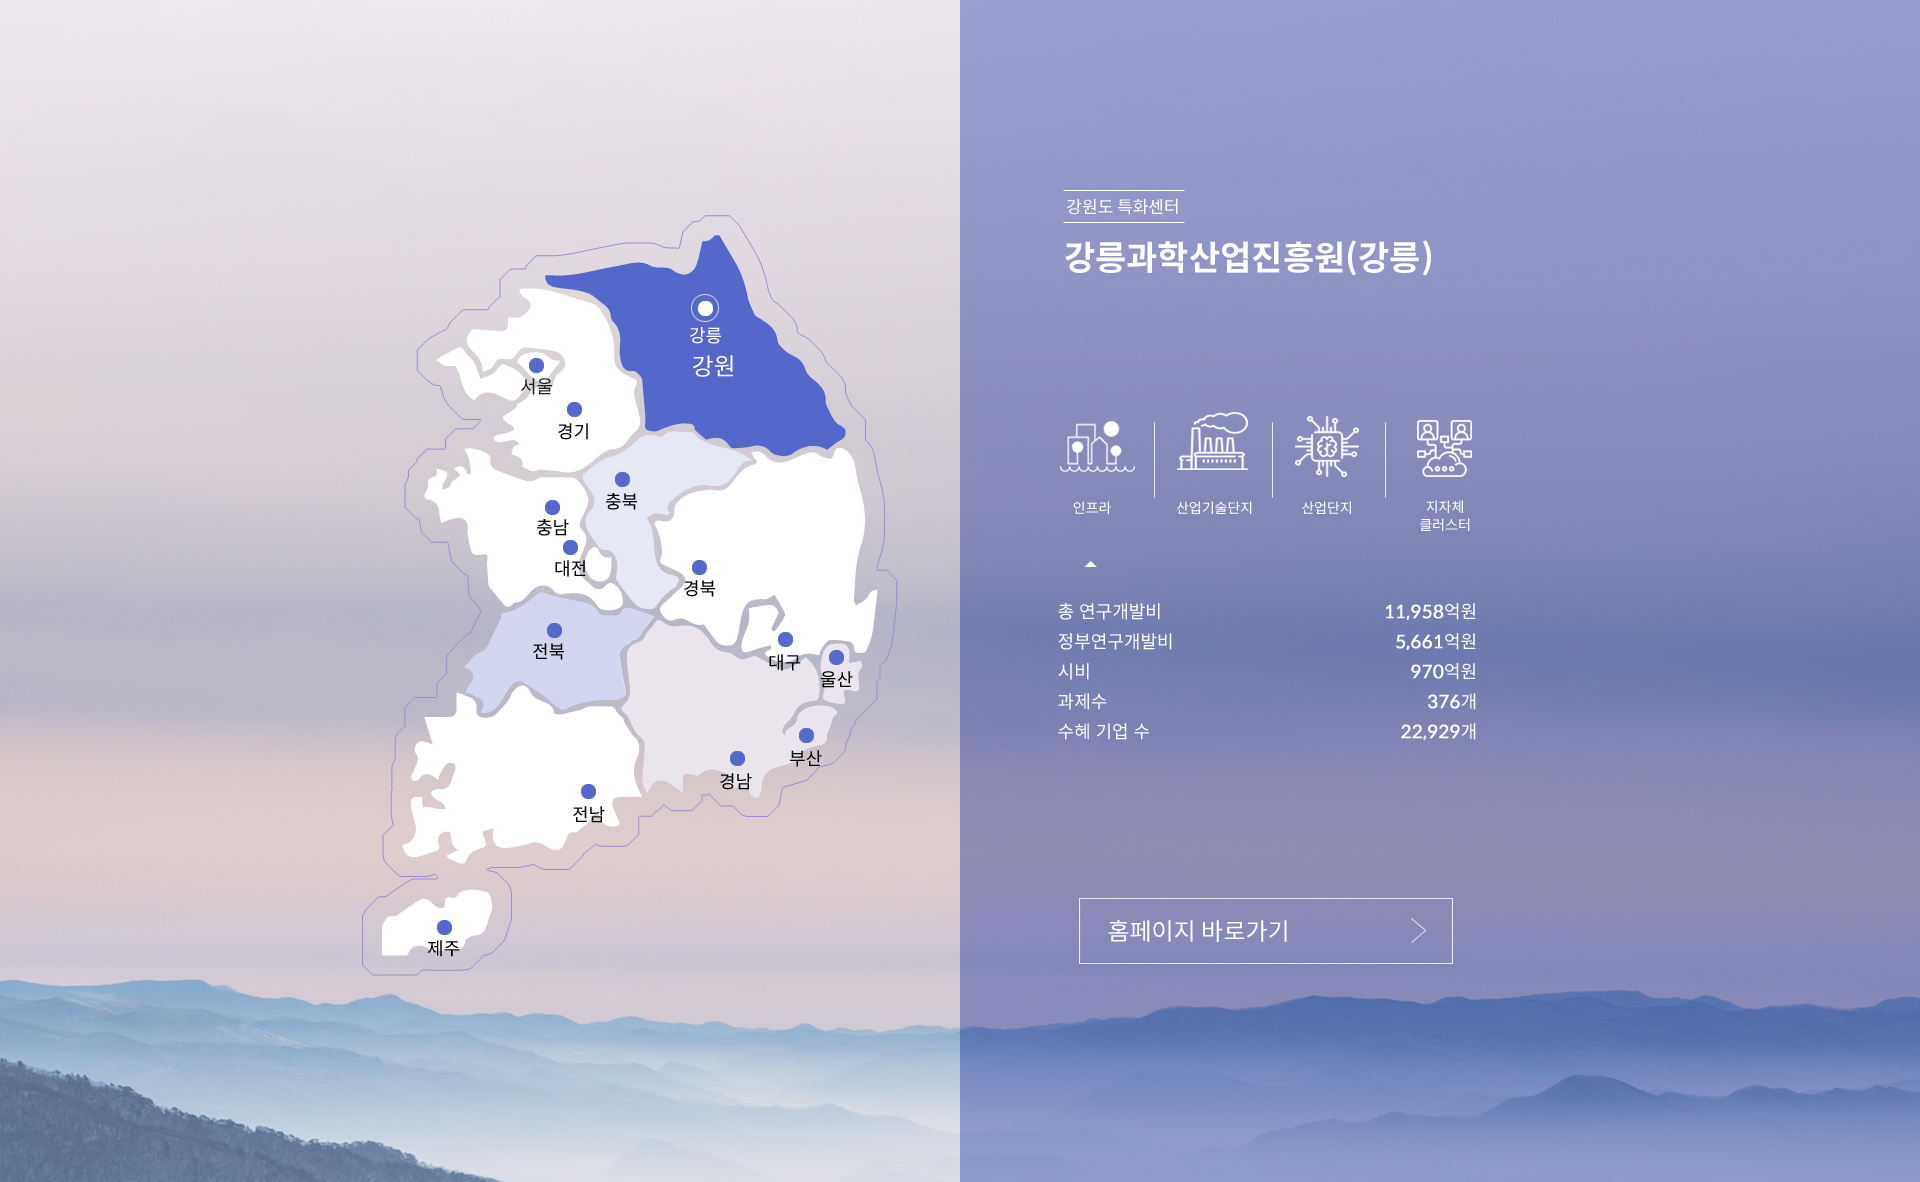 강릉
강원
서울
경기
충북
충남
대전
경북
전북
대구
울산
부산
경남
전남
제주
강원도 특화센터
강릉과학산업진흥원(강릉)
인프라
산업기술단지
산업단지
지자체
클러스터
총 연구개발비 11,958억원
정부연구개발비 5,661억원
시비 970억원
과제수 376개
수혜 기업 수 22,929개
홈페이지 바로가기